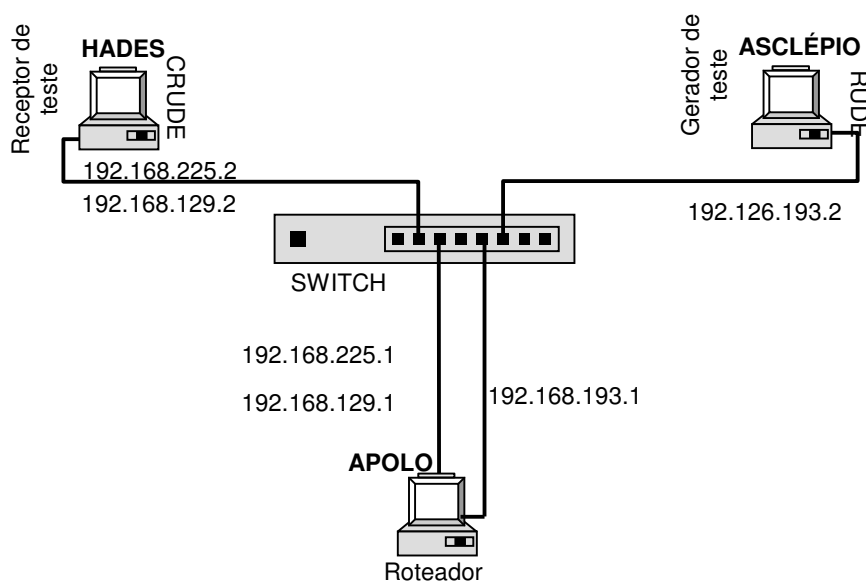 Receptor de
teste
HADES
CRUDE
192.168.225.2
192.168.129.2
Gerador de
teste
ASCLÉPIO
RUDE
192.126.193.2
SWITCH
192.168.225.1
192.168.129.1
192.168.193.1
APOLO
Roteador